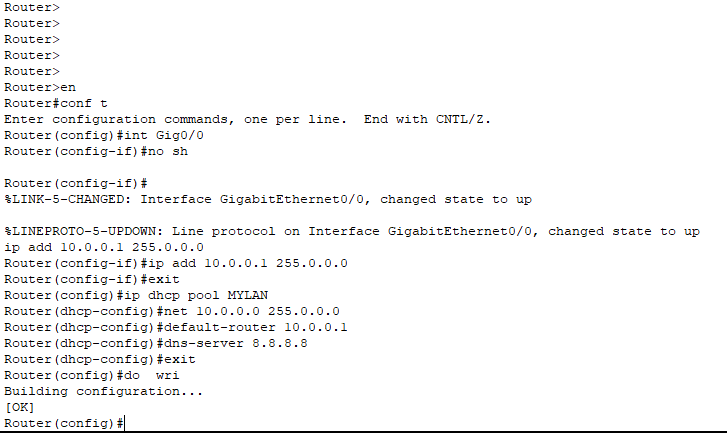 Router>
Router>
Router>
Router>
Router>
Router>en
Router#conf t
Enter configuration commands, one per line.  End with CNTL/Z.
Router(config)#int Gig0/0
Router(config-if)#no sh
Router(config-if)#
%LINK-5-CHANGED: Interface GigabitEthernet0/0, changed state to up
%LINEPROTO-5-UPDOWN: Line protocol on Interface GigabitEthernet0/0, changed state to up
ip add 10.0.0.1 255.0.0.0
Router(config-if)#ip add 10.0.0.1 255.0.0.0
Router(config-if)#exit
Router(config)#ip dhcp pool MYLAN
Router(dhcp-config)#net 10.0.0.0 255.0.0.0
Router(dhcp-config)#default-router 10.0.0.1
Router(dhcp-config)#dns-server 8.8.8.8
Router(dhcp-config)#exit
Router(config)#do  wri
Building configuration...
[OK]
Router(config)#